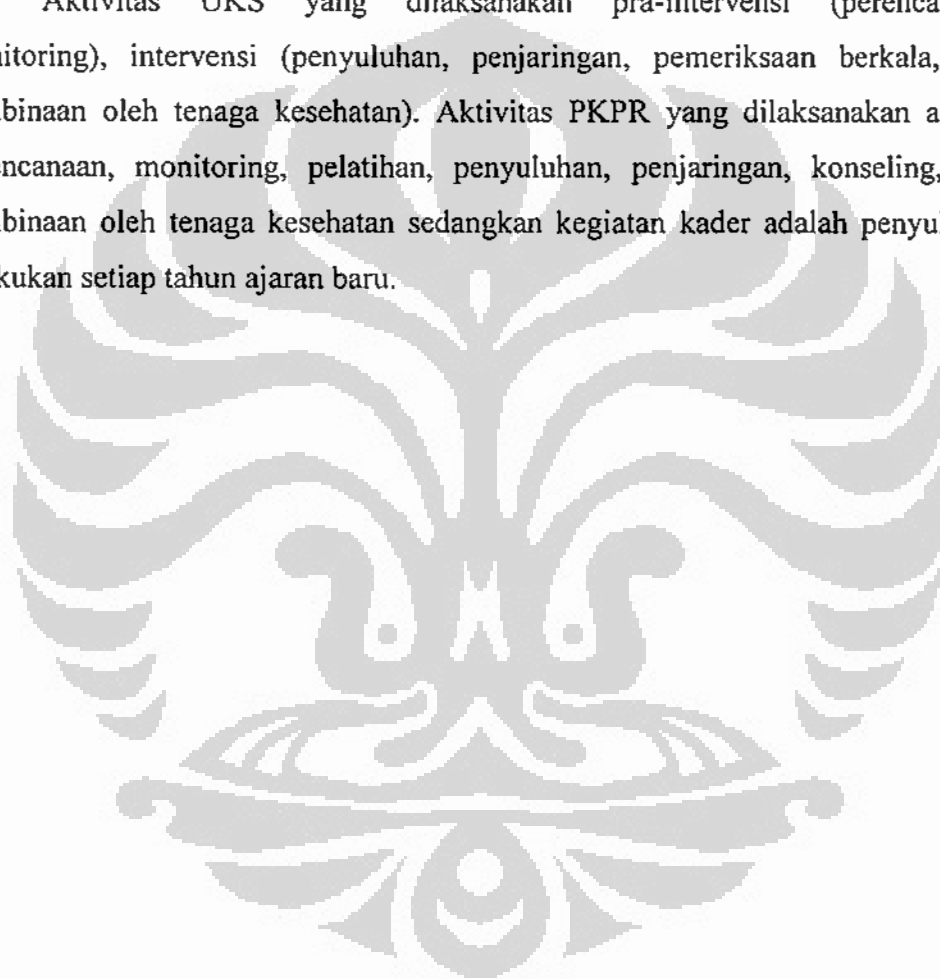 Aktivitas UKS yang dilaksanakan pra-intervensi (perenca
itoring), intervensi (penyuluhan, penjaringan, pemeriksaan berkala,
binaan oleh tenaga kesehatan). Aktivitas PKPR yang dilaksanakan a
ncanaan, monitoring, pelatihan, penyuluhan, penjaringan, konseling,
binaan oleh tenaga kesehatan sedangkan kegiatan kader adalah penyu
kukan setiap tahun ajaran baru.